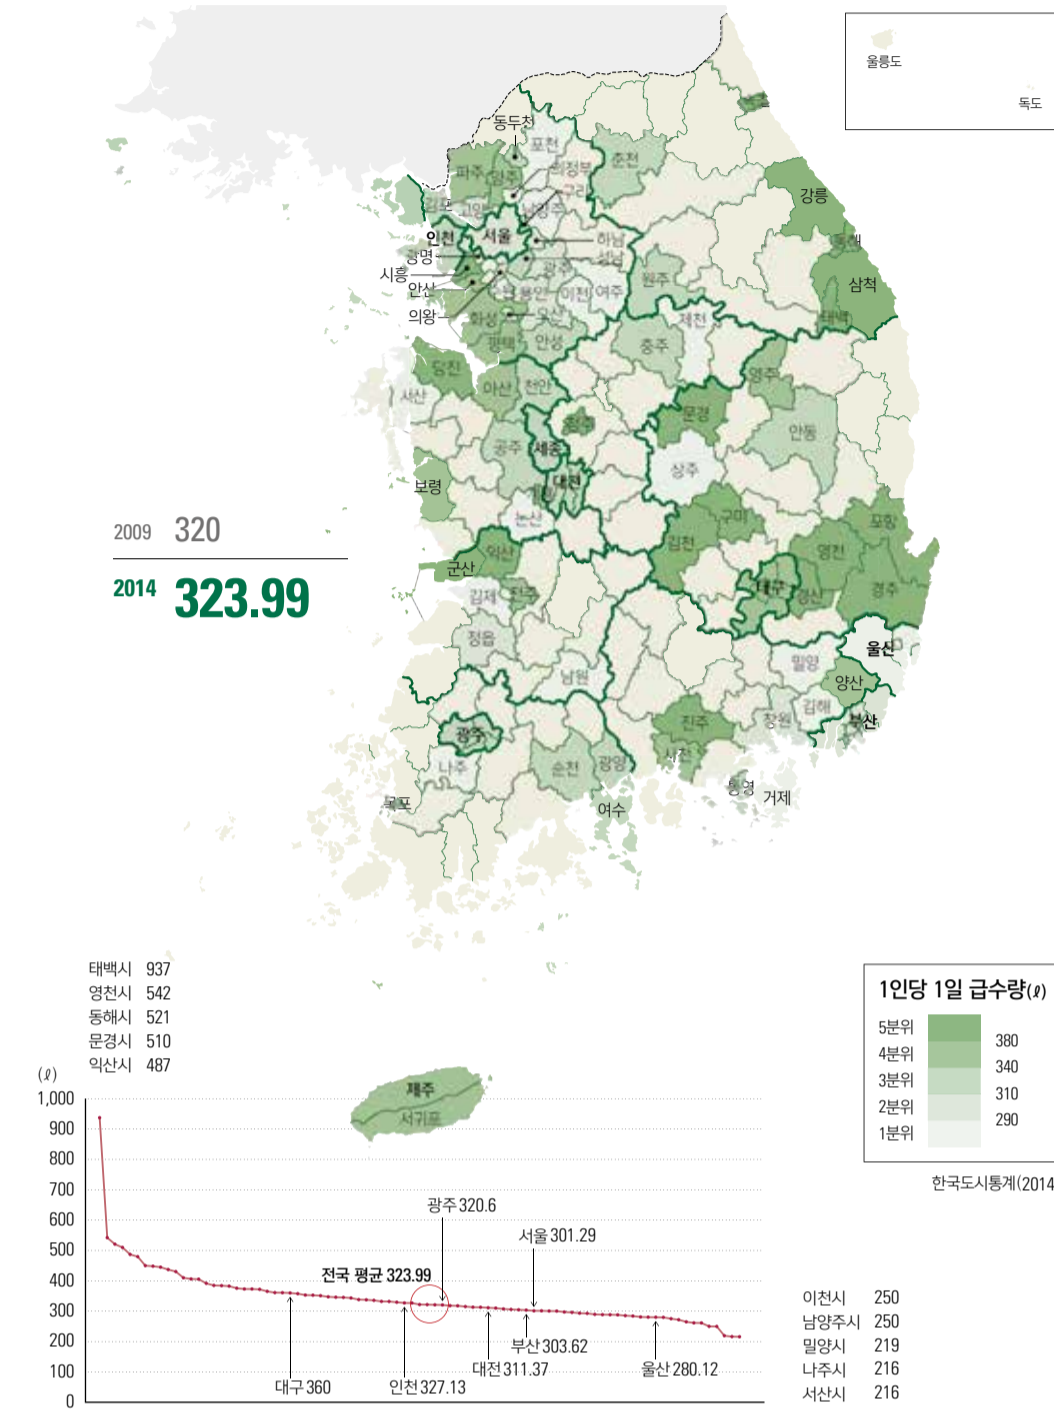 울릉도
독도
동두천
포천
춘천
파주
양주
의정부
구리
김포
고양
남양주
강릉
인천
서울
하남
동해
광명
성남
시흥
광주
안산
수원
용인
이천
여주
원주
삼척
의왕
화성
오산
제천
태백
평택
안성
충주
당진
영주
서산
아산
천안
문경
청주
안동
공주
세종
상주
대전
보령
논산
구미
포항
2009 320
김천
영천
익산
군산
2014 323.99
김제
전주
대구
경산
경주
정읍
울산
밀양
남원
양산
김해
진주
창원
부산
광주
사천
나주
순천
광양
통영
거제
목포
여수
태백시 937
영천시 542
동해시 521
문경시 510
익산시 487
1인당 1일 급수량(ℓ)
5분위
380
4분위
340
3분위
310
2분위
290
1분위
한국도시통계(2014
제주
서귀포
(ℓ)
1,000
900
800
700
600
500
400
300
200
100
0
광주 320.6
서울 301.29
전국 평균 323.99
부산 303.62
대전 311.37
울산 280.12
대구 360
인천 327.13
이천시 250
남양주시 250
밀양시 219
나주시 216
서산시 216